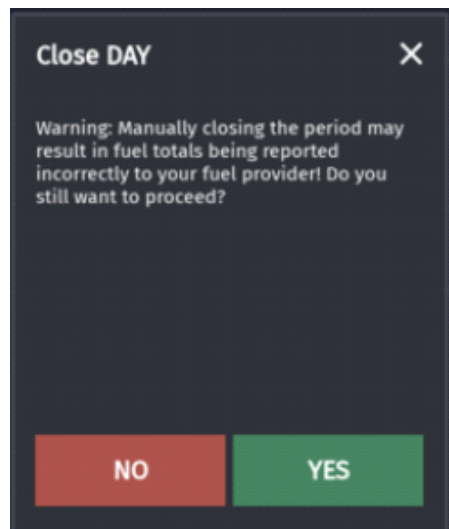 Close DAY
Warning: Manually closing the period may
result in fuel totals being reported
incorrectly to your fuel provider! Do you
still want to proceed?
NO
YES